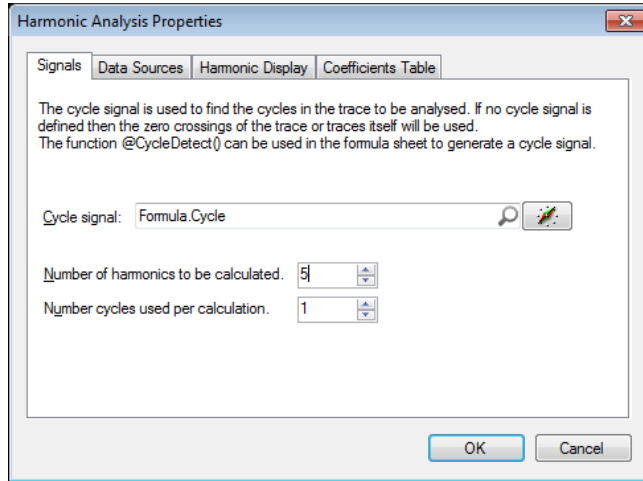 Harmonic Analysis Properties
Signals Data Sources Harmonic Display Coefficients Table
The cycle signal is used to find the cycles in the trace to be analysed. If no cycle signal is
defined then the zero crossings of the trace or traces itself will be used.
The function @CycleDetect() can be used in the formula sheet to generate a cycle signal.
Cycle signal: Formula.Cycle
Number of harmonics to be calculated. 5
Number cycles used per calculation. 1
OK Cancel